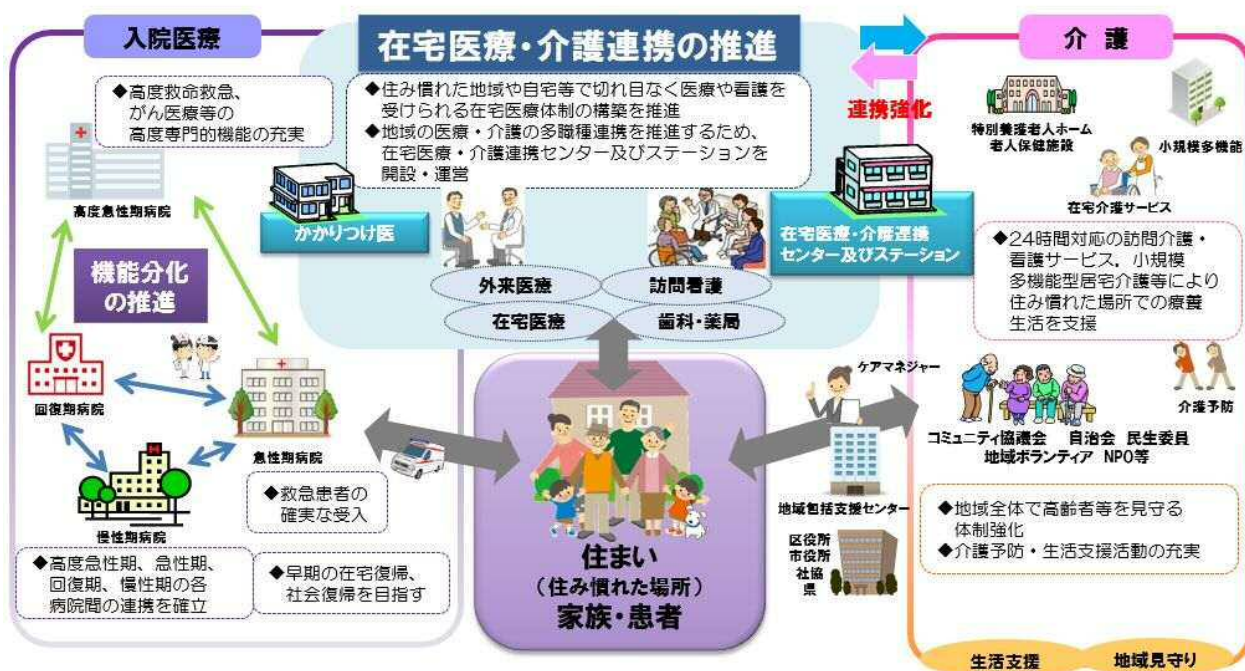 入院医療
◆高度救命救急、
がん医療等の
高度専門的機能の充実
高度急性期病院
機能分化
の推進
回復期病院
急性期病院
慢性期病院
◆救急患者の
確実な受入
◆高度急性期、急性期、
回復期、慢性期の各
病院間の連携を確立
◆早期の在宅復帰、
社会復帰を目指す
在宅医療・介護連携の推進
◆住み慣れた地域や自宅等で切れ目なく医療や看護を
受けられる在宅医療体制の構築を推進
◆地域の医療・介護の多職種連携を推進するため、
在宅医療・介護連携センター及びステーションを
開設・運営
かかりつけ医
在宅医療・介護連携
センター及びステーション
外来医療
訪問看護
在宅医療
歯科・薬局
住まい
(住み慣れた場所)
家族・患者
連携強化
ケアマネジャー
地域包括支援センター
区役所
市役所
社協
県
介護
特別養護老人ホーム
老人保健施設
小規模多機能
在宅介護サービス
◆24時間対応の訪問介護・
看護サービス，小規模
多機能型居宅介護等により
住み慣れた場所での療養
生活を支援
介護予防
コミュニティ協議会 自治会 民生委員
地域ボランティア NPO等
◆地域全体で高齢者等を見守る
体制強化
◆介護予防・生活支援活動の充実
生活支援
地域見守り